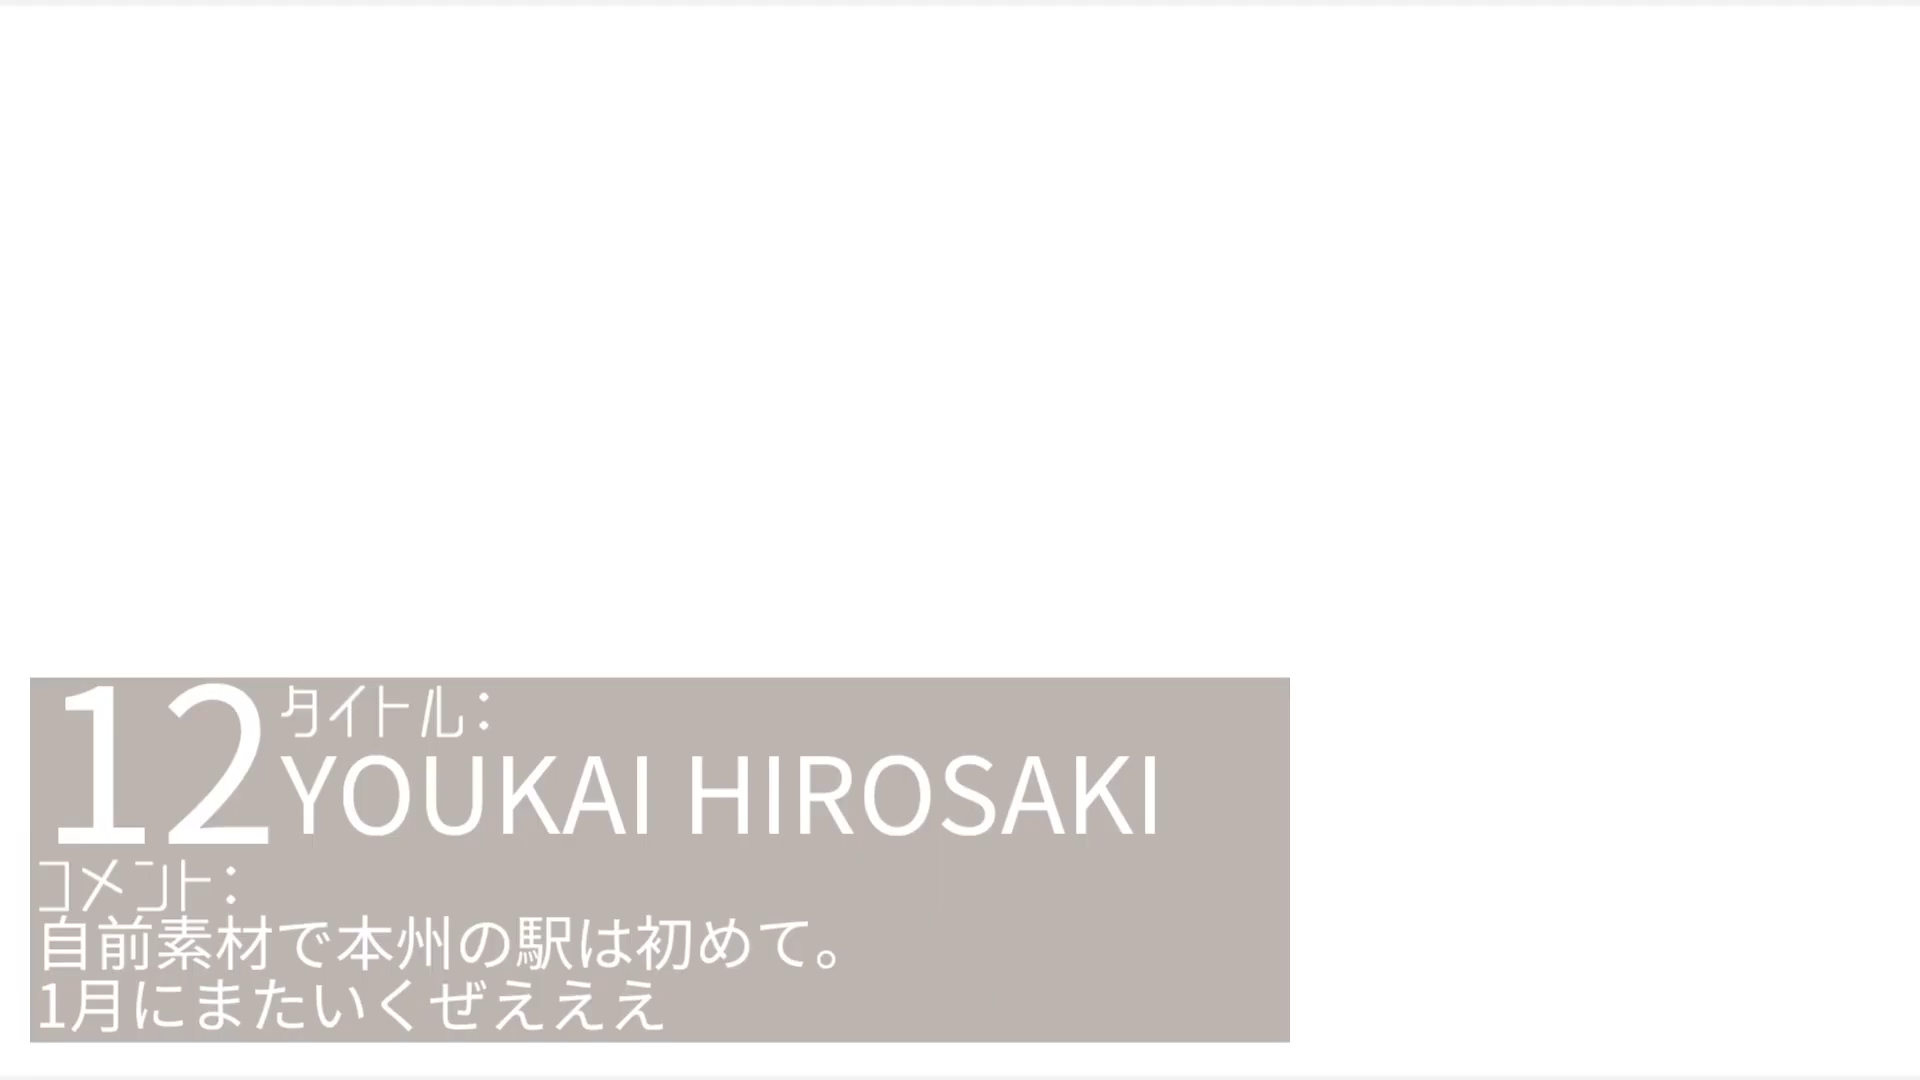 12
タイトル：
YOUKAI HIROSAKI
コメント：
自前素材で本州の駅は初めて。
1月にまたいくぜえええ